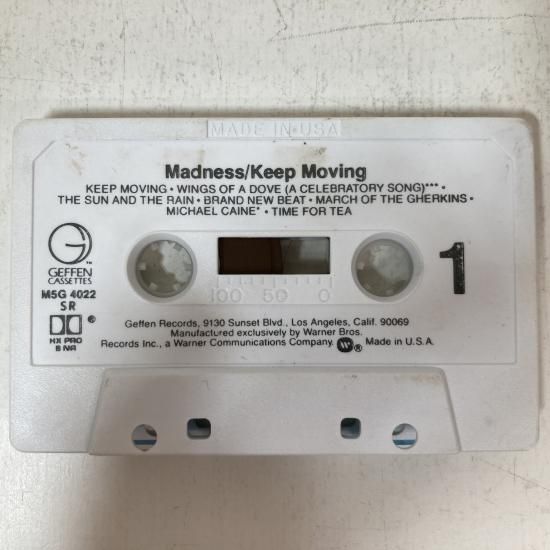 MADE IN USA
Madness/Keep Moving
KEEP MOVING • WINGS OF A DOVE (A CELEBRATORY SONG)*** •
THE SUN AND THE RAIN • BRAND NEW BEAT • MARCH OF THE GHERKINS •
MICHAEL CAINE* • TIME FOR TEA
G
GEFFEN
CASSETTES
™
M5G 4022
SR
HX PRO
B NR
®
100 50 0
1
Geffen Records, 9130 Sunset Blvd., Los Angeles, Calif. 90069
Manufactured exclusively by Warner Bros.
Records Inc., a Warner Communications Company. W® Made in U.S.A.